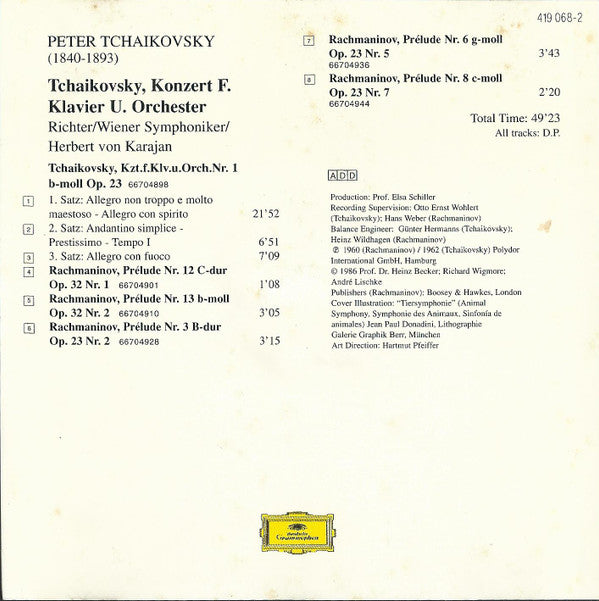 419 068-2
PETER TCHAIKOVSKY
(1840-1893)
Tchaikovsky, Konzert F.
Klavier U. Orchester
Richter/Wiener Symphoniker/
Herbert von Karajan
Tchaikovsky, Kzt.f.Klv.u.Orch.Nr. 1
b-moll Op. 23 66704898
1 1. Satz: Allegro non troppo e molto
maestoso - Allegro con spirito 21’52
2 2. Satz: Andantino simplice -
Prestissimo - Tempo I 6’51
3 3. Satz: Allegro con fuoco 7’09
4 Rachmaninov, Prélude Nr. 12 C-dur
Op. 32 Nr. 1 66704901 1’08
5 Rachmaninov, Prélude Nr. 13 b-moll
Op. 32 Nr. 2 66704910 3’05
6 Rachmaninov, Prélude Nr. 3 B-dur
Op. 23 Nr. 2 66704928 3’15
7 Rachmaninov, Prélude Nr. 6 g-moll
Op. 23 Nr. 5 3’43
66704936
8 Rachmaninov, Prélude Nr. 8 c-moll
Op. 23 Nr. 7 2’20
66704944
Total Time: 49’23
All tracks: D.P.
ADD
Production: Prof. Elsa Schiller
Recording Supervision: Otto Ernst Wohlert
(Tchaikovsky); Hans Weber (Rachmaninov)
Balance Engineer: Günter Hermanns (Tchaikovsky);
Heinz Wildhagen (Rachmaninov)
℗ 1960 (Rachmaninov) / 1962 (Tchaikovsky) Polydor
International GmbH, Hamburg
© 1986 Prof. Dr. Heinz Becker; Richard Wigmore;
André Lischke
Publishers (Rachmaninov): Boosey & Hawkes, London
Cover Illustration: “Tiersymphonie” (Animal
Symphony, Symphonie des Animaux, Sinfonía de
animales) Jean Paul Donadini, Lithographie
Galerie Graphik Berr, München
Art Direction: Hartmut Pfeiffer
Deutsche
Grammophon